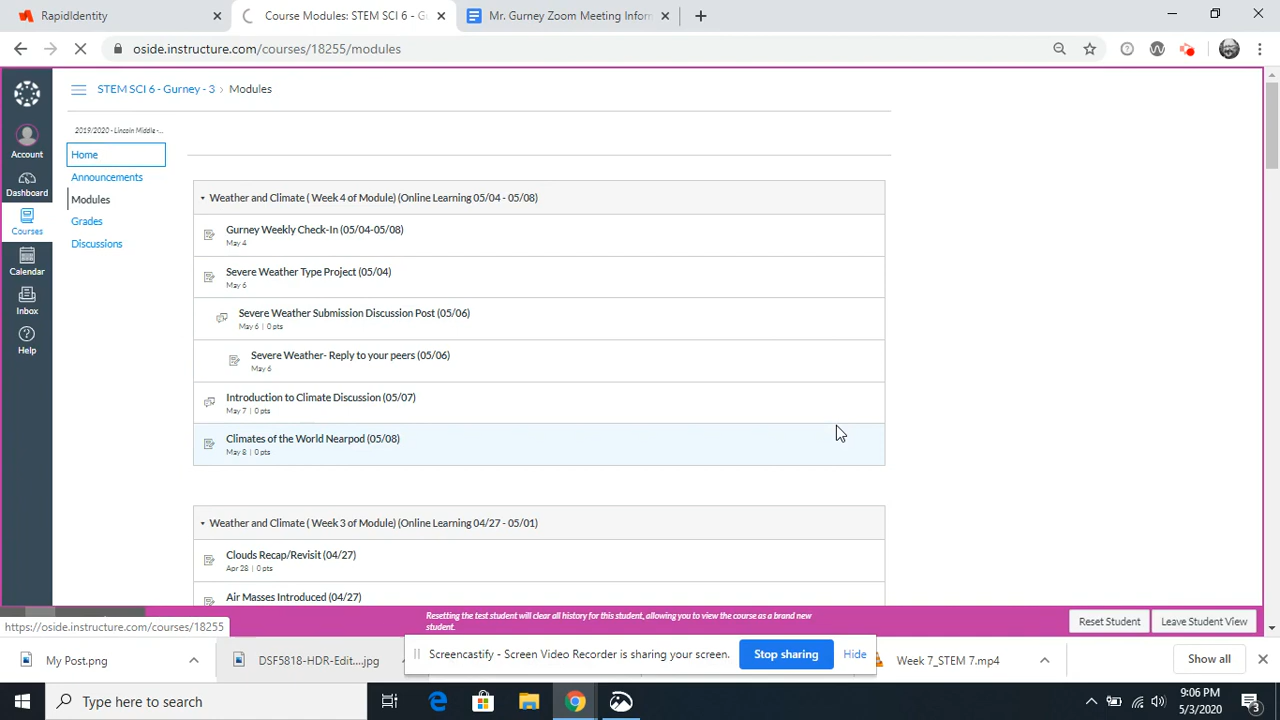 RapidIdentity
Course Modules: STEM SCI 6 - G
Mr. Gurney Zoom Meeting Inform
oside.instructure.com/courses/18255/modules
STEM SCI 6 - Gurney - 3 › Modules
2019/2020 - Lincoln Middle -...
Account
Dashboard
Courses
Calendar
Inbox
Help
Home
Announcements
Modules
Grades
Discussions
Weather and Climate ( Week 4 of Module) (Online Learning 05/04 - 05/08)
Gurney Weekly Check-In (05/04-05/08)
May 4
Severe Weather Type Project (05/04)
May 6
Severe Weather Submission Discussion Post (05/06)
May 6 | 0 pts
Severe Weather- Reply to your peers (05/06)
May 6
Introduction to Climate Discussion (05/07)
May 7 | 0 pts
Climates of the World Nearpod (05/08)
May 8 | 0 pts
Weather and Climate ( Week 3 of Module) (Online Learning 04/27 - 05/01)
Clouds Recap/Revisit (04/27)
Apr 28 | 0 pts
Air Masses Introduced (04/27)
Resetting the test student will clear all history for this student, allowing you to view the course as a brand new
student.
Reset Student
Leave Student View
https://oside.instructure.com/courses/18255
My Post.png
DSF5818-HDR-Edit....jpg
Screencastify - Screen Video Recorder is sharing your screen.
Stop sharing
Hide
Week 7_STEM 7.mp4
Show all
Type here to search
9:06 PM
5/3/2020
3